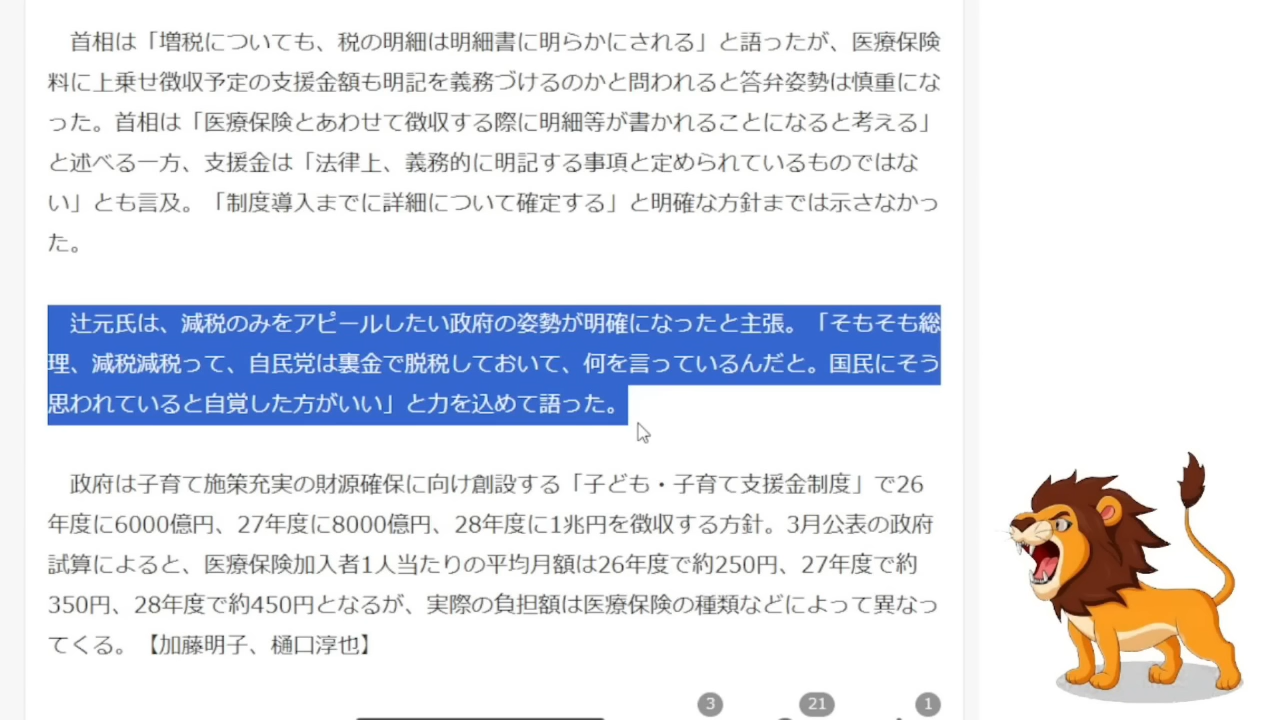 首相は「増税についても、税の明細は明細書に明らかにされる」と語ったが、医療保険
料に上乗せ徴収予定の支援金額も明記を義務づけるのかと問われると答弁姿勢は慎重にな
った。首相は「医療保険とあわせて徴収する際に明細等が書かれることになると考える」
と述べる一方、支援金は「法律上、義務的に明記する事項と定められているものではな
い」とも言及。「制度導入までに詳細について確定する」と明確な方針までは示さなかっ
た。
辻元氏は、減税のみをアピールしたい政府の姿勢が明確になったと主張。「そもそも総
理、減税減税って、自民党は裏金で脱税しておいて、何を言っているんだと。国民にそう
思われていると自覚した方がいい」と力を込めて語った。
政府は子育て施策充実の財源確保に向け創設する「子ども・子育て支援金制度」で26
年度に6000億円、27年度に8000億円、28年度に1兆円を徴収する方針。3月公表の政府
試算によると、医療保険加入者1人当たりの平均月額は26年度で約250円、27年度で約
350円、28年度で約450円となるが、実際の負担額は医療保険の種類などによって異なっ
てくる。【加藤明子、樋口淳也】
3 21 1